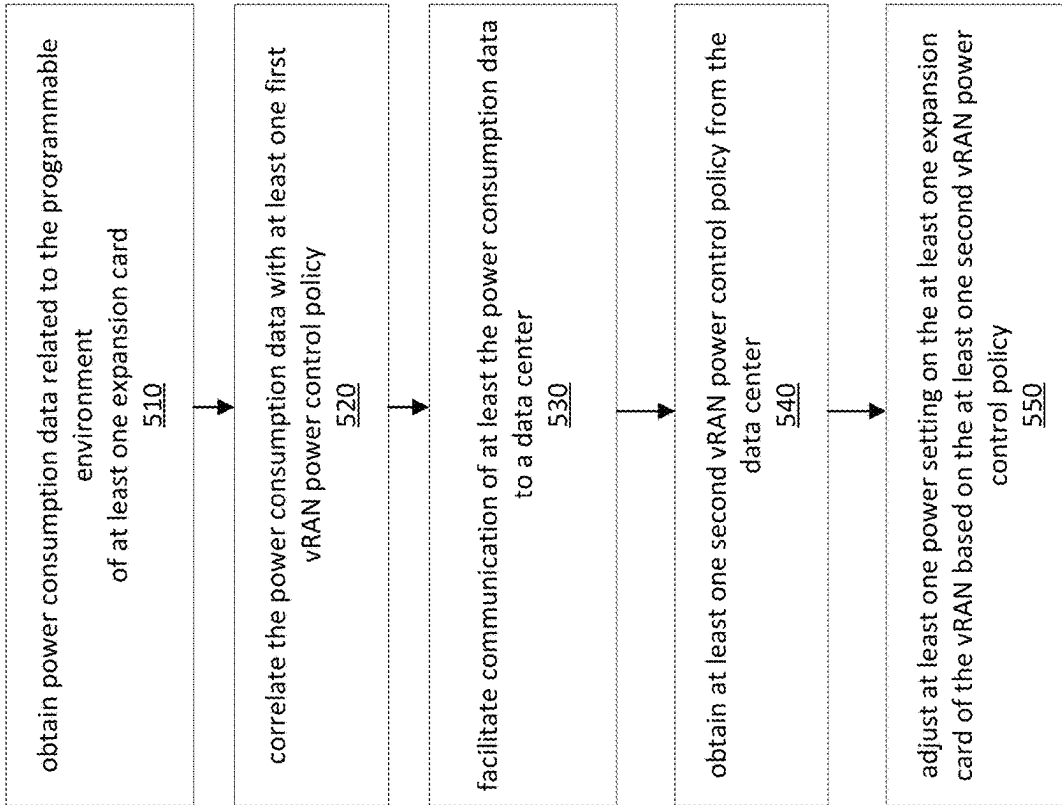 obtain power consumption data related to the programmable
environment
of at least one expansion card
510
correlate the power consumption data with at least one first
vRAN power control policy
520
facilitate communication of at least the power consumption data
to a data center
530
obtain at least one second vRAN power control policy from the
data center
540
adjust at least one power setting on the at least one expansion
card of the vRAN based on the at least one second vRAN power
control policy
550